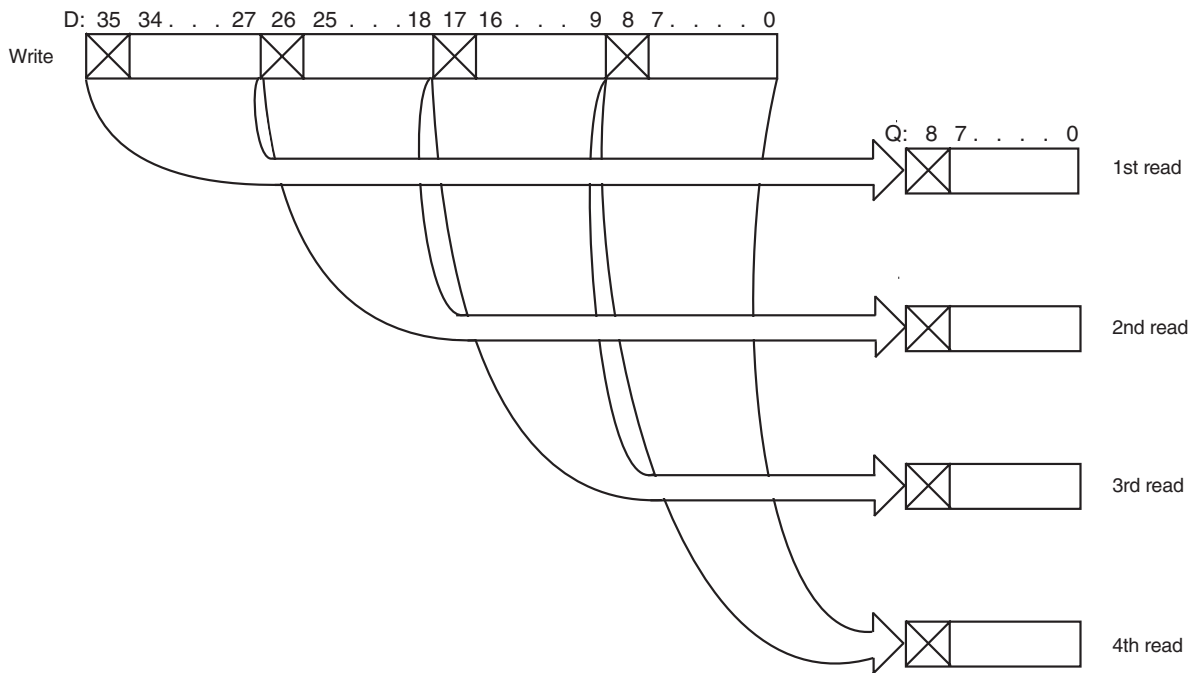 D: 35 34 . . . 27 26 25 . . . . 18 17 16 . . . . 9 8 7 . . . . . 0
Write
Q: 8 7 . . . . 0
1st read
2nd read
3rd read
4th read